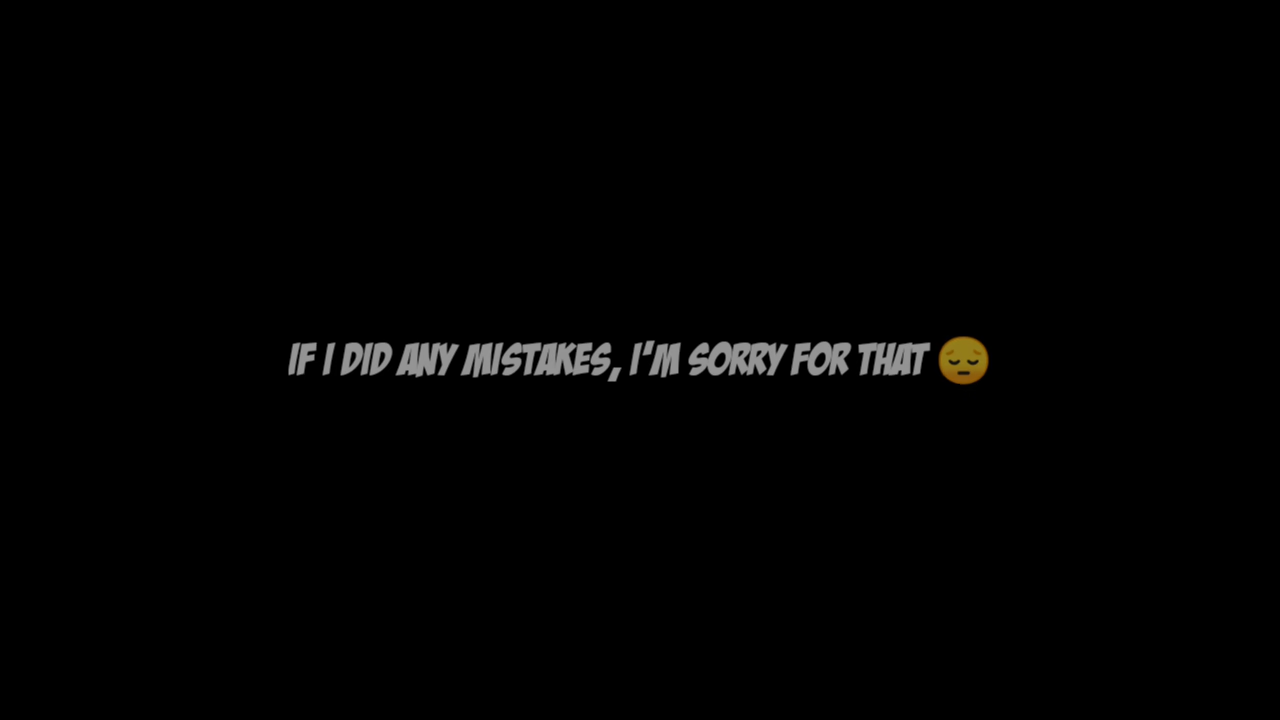 IF I DID ANY MISTAKES, I'M SORRY FOR THAT 😔